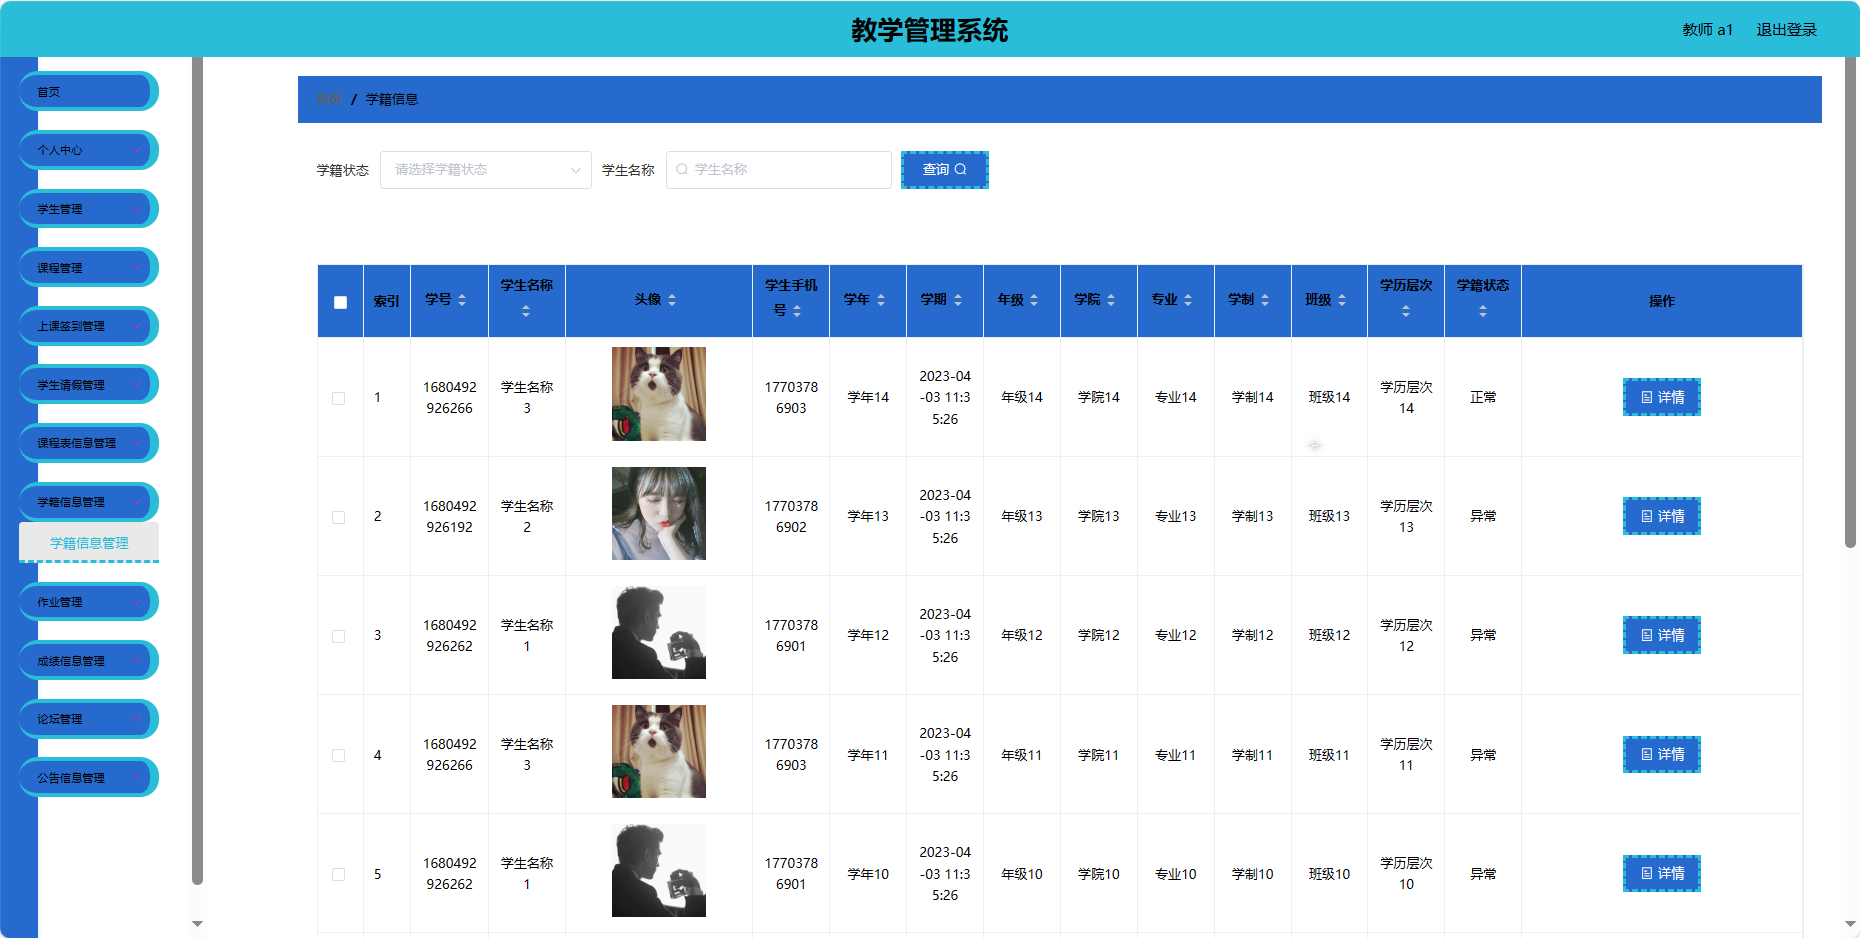 教学管理系统
教师 a1
退出登录
首页
个人中心
学生管理
课程管理
上课签到管理
学生请假管理
课程表信息管理
学籍信息管理
学籍信息管理
作业管理
成绩信息管理
论坛管理
公告信息管理
首页 / 学籍信息
学籍状态 请选择学籍状态 学生名称 学生名称 查询
索引 学号 学生名称 头像 学生手机号 学年 学期 年级 学院 专业 学制 班级 学历层次 学籍状态 操作
1 1680492926266 学生名称3 17703786903 学年14 2023-04-03 11:35:26 年级14 学院14 专业14 学制14 班级14 学历层次14 正常 详情
2 1680492926192 学生名称2 17703786902 学年13 2023-04-03 11:35:26 年级13 学院13 专业13 学制13 班级13 学历层次13 异常 详情
3 1680492926262 学生名称1 17703786901 学年12 2023-04-03 11:35:26 年级12 学院12 专业12 学制12 班级12 学历层次12 异常 详情
4 1680492926266 学生名称3 17703786903 学年11 2023-04-03 11:35:26 年级11 学院11 专业11 学制11 班级11 学历层次11 异常 详情
5 1680492926262 学生名称1 17703786901 学年10 2023-04-03 11:35:26 年级10 学院10 专业10 学制10 班级10 学历层次10 异常 详情